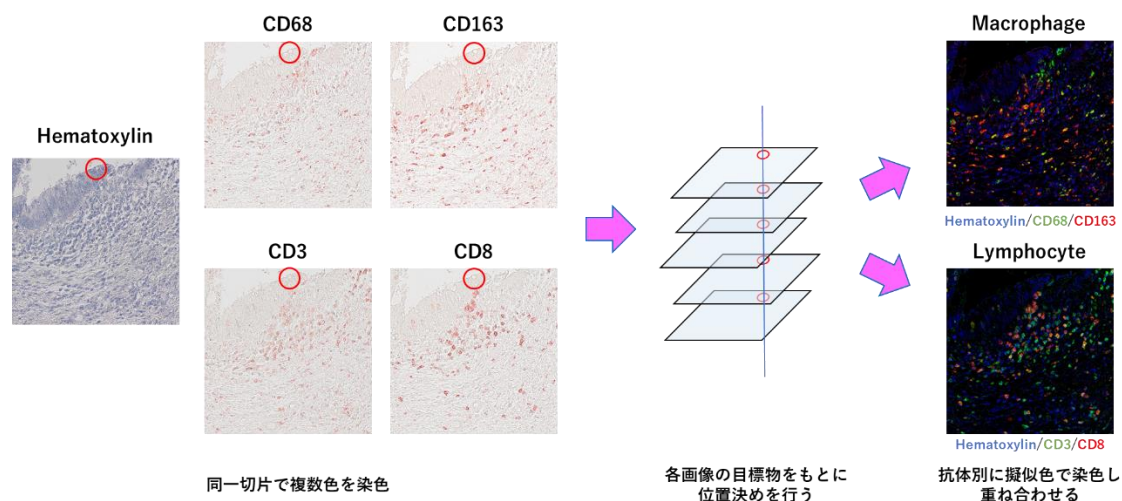 CD68
CD163
Hematoxylin
CD3
CD8
同一切片で複数色を染色
各画像の目標物をもとに
位置決めを行う
Macrophage
Hematoxylin/CD68/CD163
Lymphocyte
Hematoxylin/CD3/CD8
抗体別に擬似色で染色し
重ね合わせる